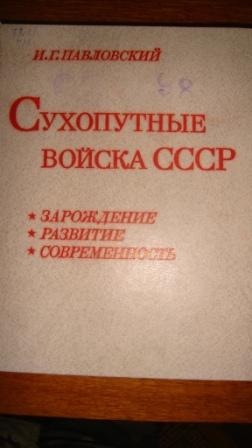 И.Г. ПАВЛОВСКИЙ
СУХОПУТНЫЕ
ВОЙСКА СССР
★ ЗАРОЖДЕНИЕ
★ РАЗВИТИЕ
★ СОВРЕМЕННОСТЬ